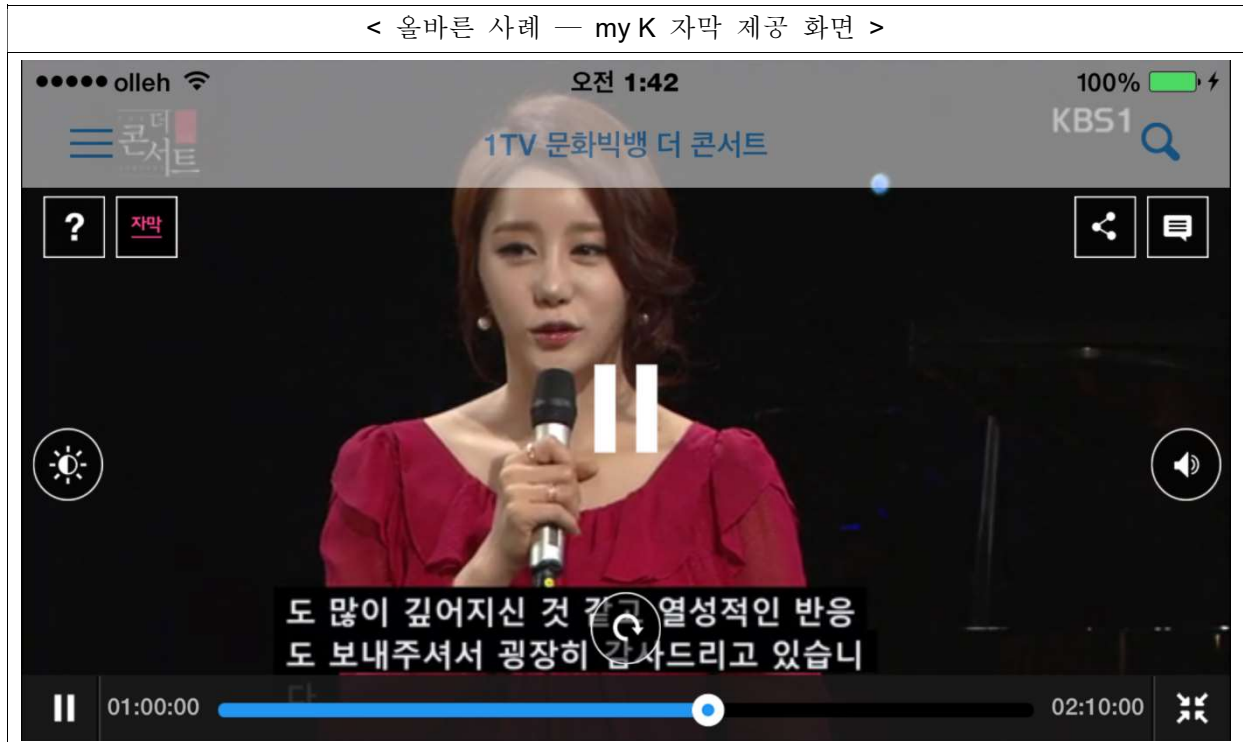 < 올바른 사례 — my K 자막 제공 화면 >
olleh 오전 1:42 100%
더
콘서트
1TV 문화빅뱅 더 콘서트
KBS1
?
자막
도 많이 깊어지신 것 같고 열성적인 반응
도 보내주셔서 굉장히 감사드리고 있습니
다
01:00:00 02:10:00